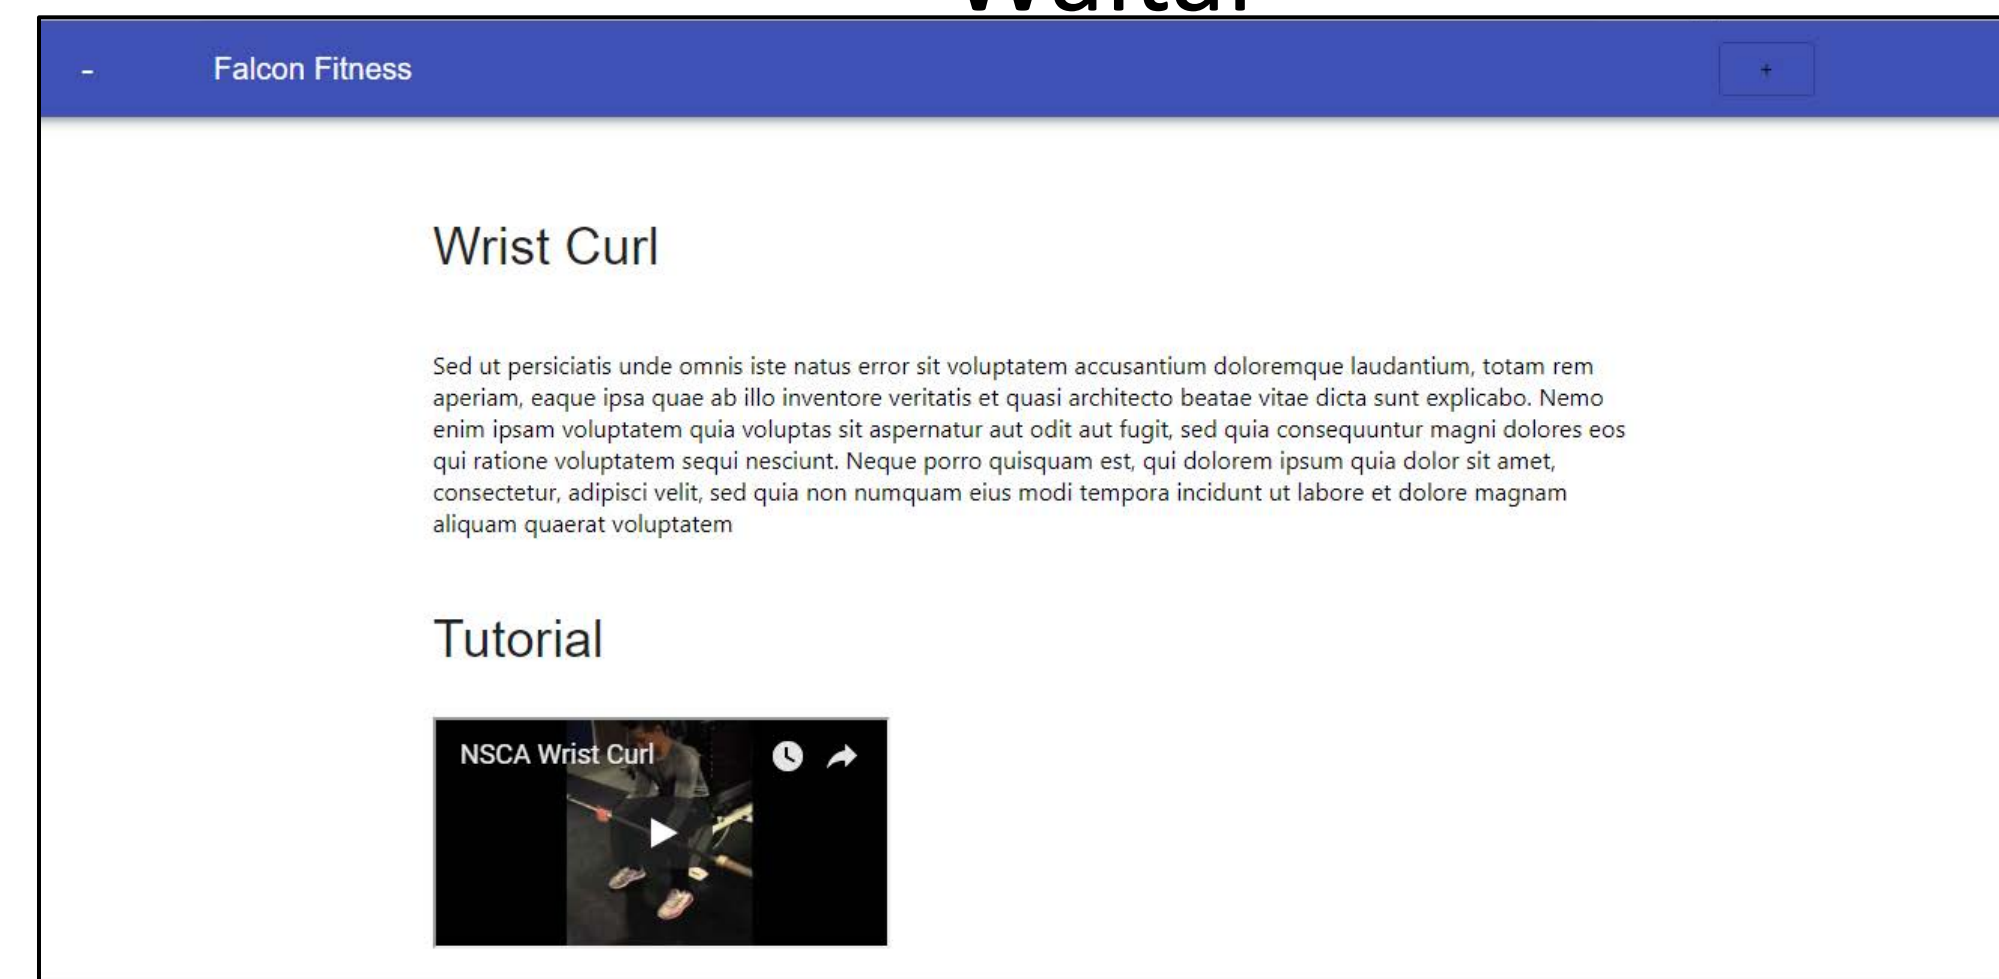 - Falcon Fitness +
Wrist Curl
Sed ut persiciatis unde omnis iste natus error sit voluptatem accusantium doloremque laudantium, totam rem
aperiam, eaque ipsa quae ab illo inventore veritatis et quasi architecto beatae vitae dicta sunt explicabo. Nemo
enim ipsam voluptatem quia voluptas sit aspernatur aut odit aut fugit, sed quia consequuntur magni dolores eos
qui ratione voluptatem sequi nesciunt. Neque porro quisquam est, qui dolorem ipsum quia dolor sit amet,
consectetur, adipisci velit, sed quia non numquam eius modi tempora incidunt ut labore et dolore magnam
aliquam quaerat voluptatem
Tutorial
NSCA Wrist Curl